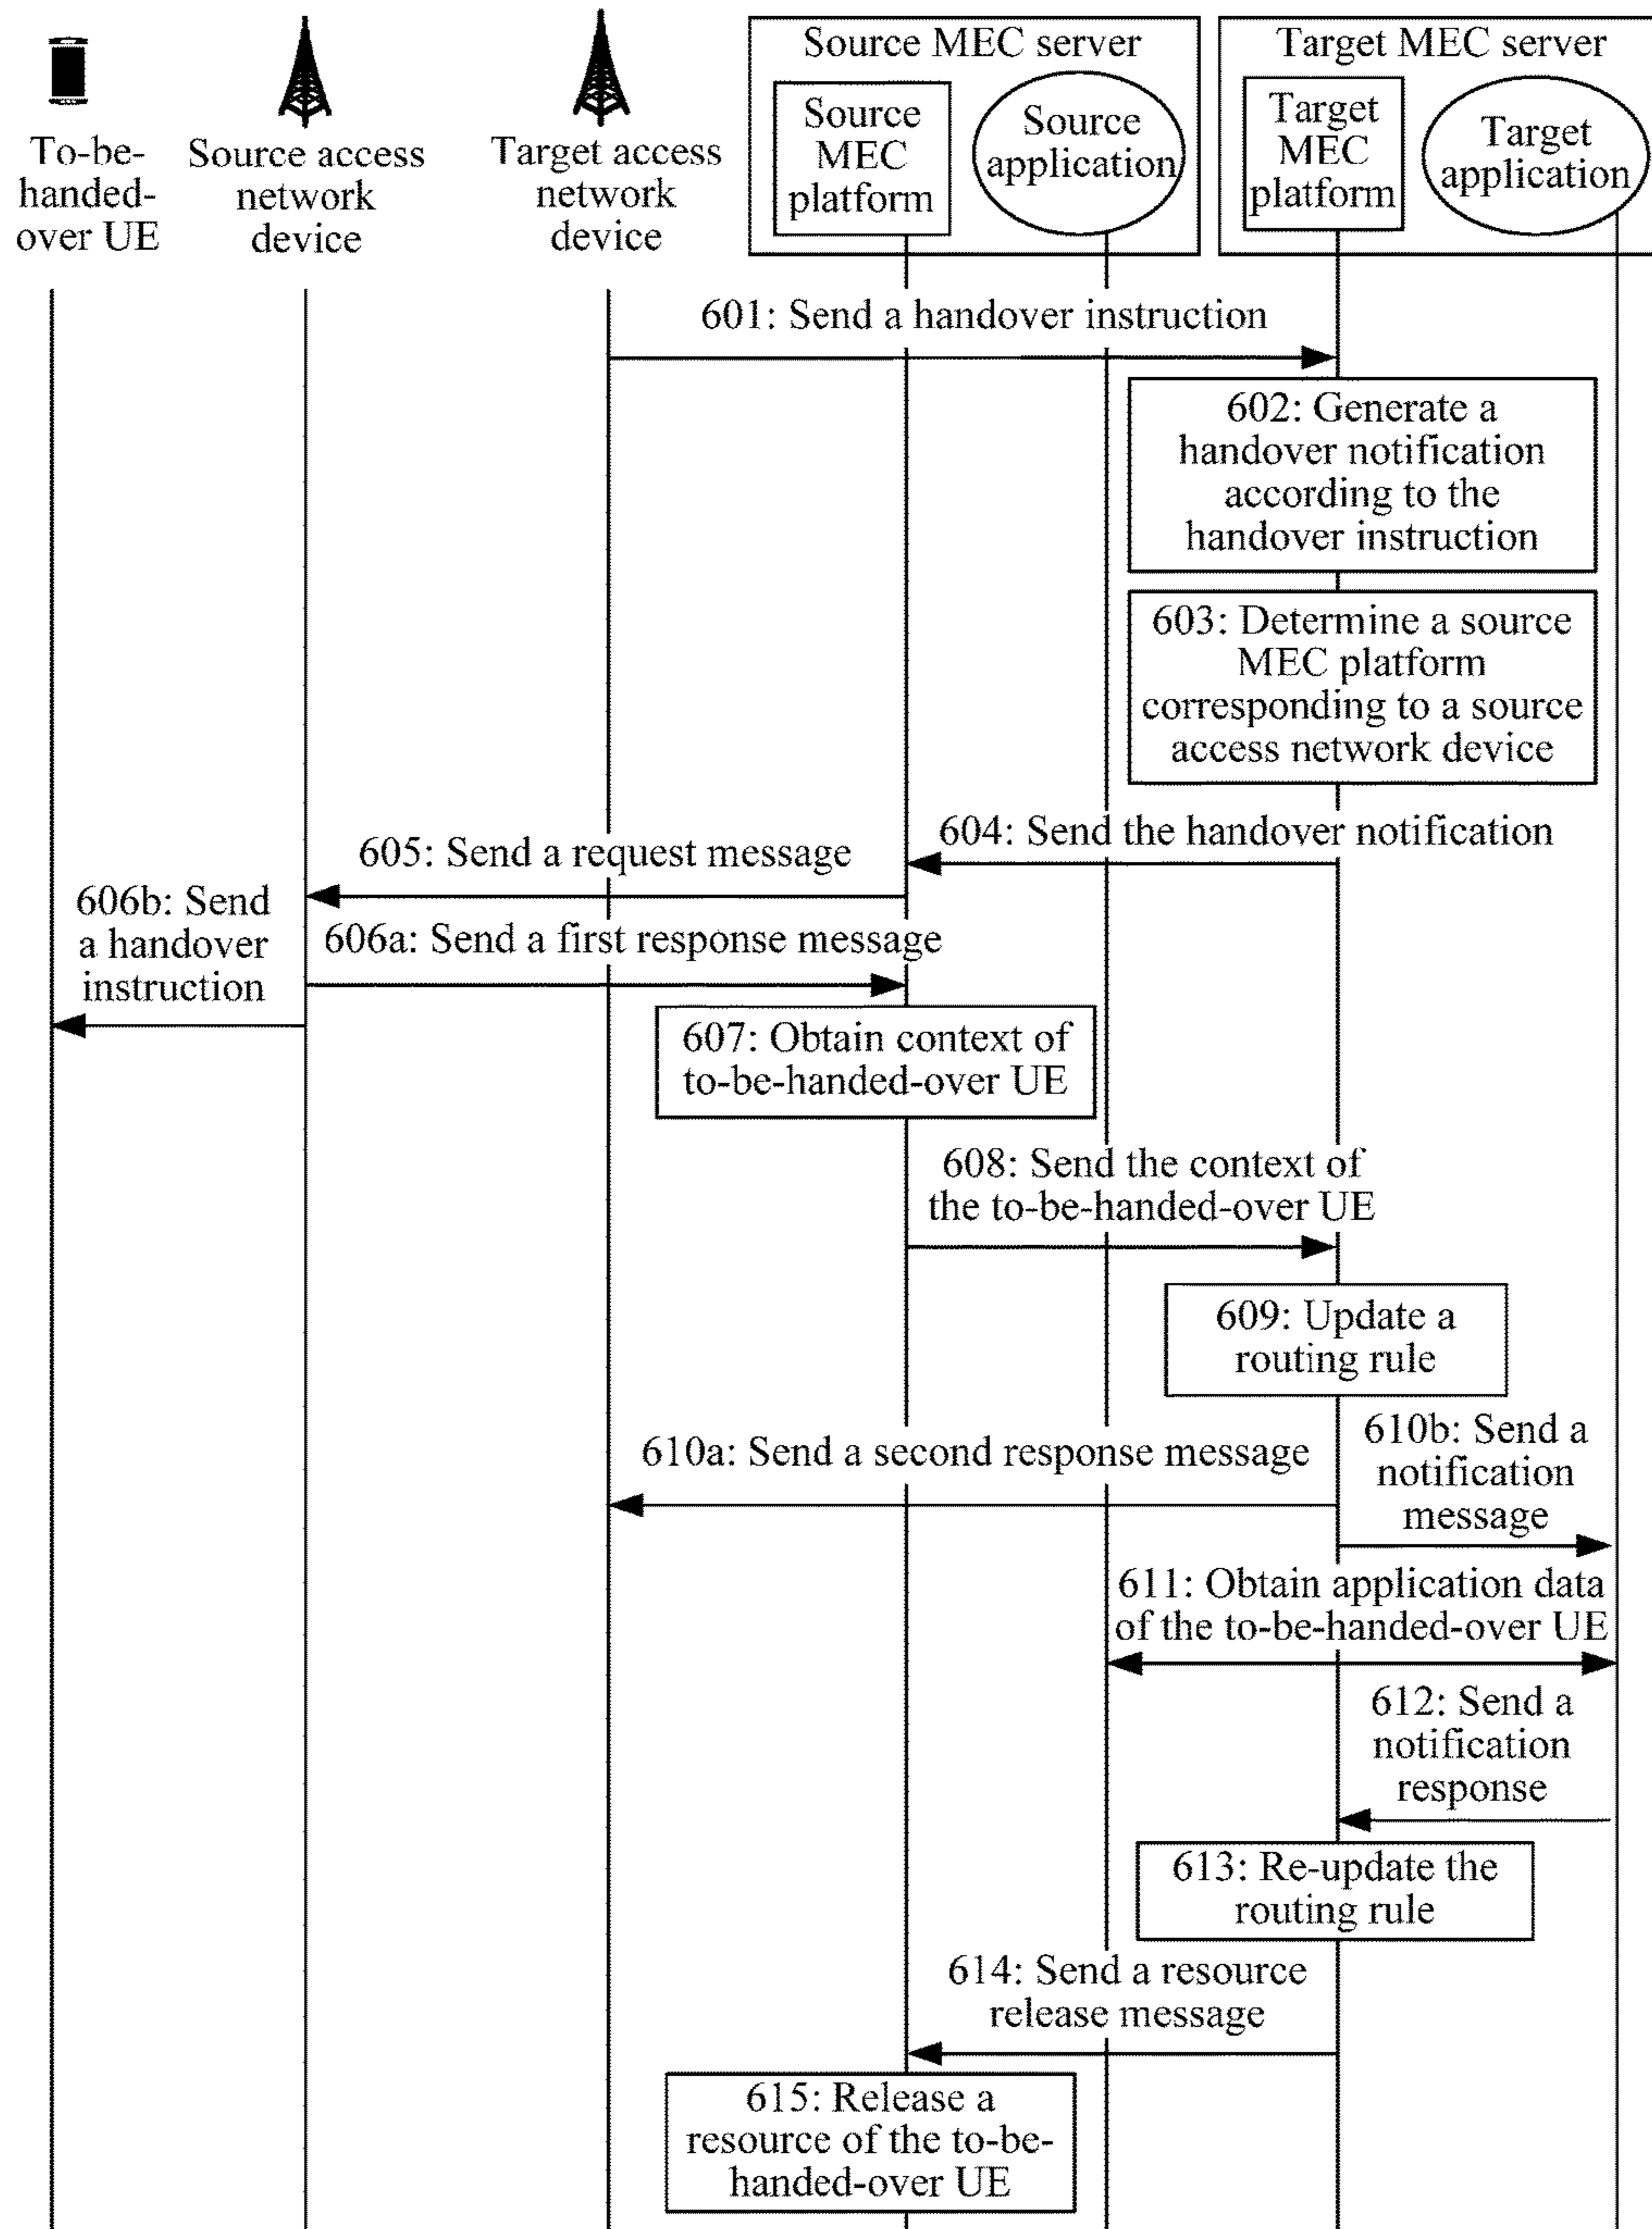 Source MEC server
Target MEC server
To-be-
handed-
over UE
Source access
network
device
Target access
network
device
Source
MEC
platform
Source
application
Target
MEC
platform
Target
application
601: Send a handover instruction
602: Generate a
handover notification
according to the
handover instruction
603: Determine a source
MEC platform
corresponding to a source
access network device
604: Send the handover notification
605: Send a request message
606b: Send
a handover
instruction
606a: Send a first response message
607: Obtain context of
to-be-handed-over UE
608: Send the context of
the to-be-handed-over UE
609: Update a
routing rule
610a: Send a second response message
610b: Send a
notification
message
611: Obtain application data
of the to-be-handed-over UE
612: Send a
notification
response
613: Re-update the
routing rule
614: Send a resource
release message
615: Release a
resource of the to-be-
handed-over UE